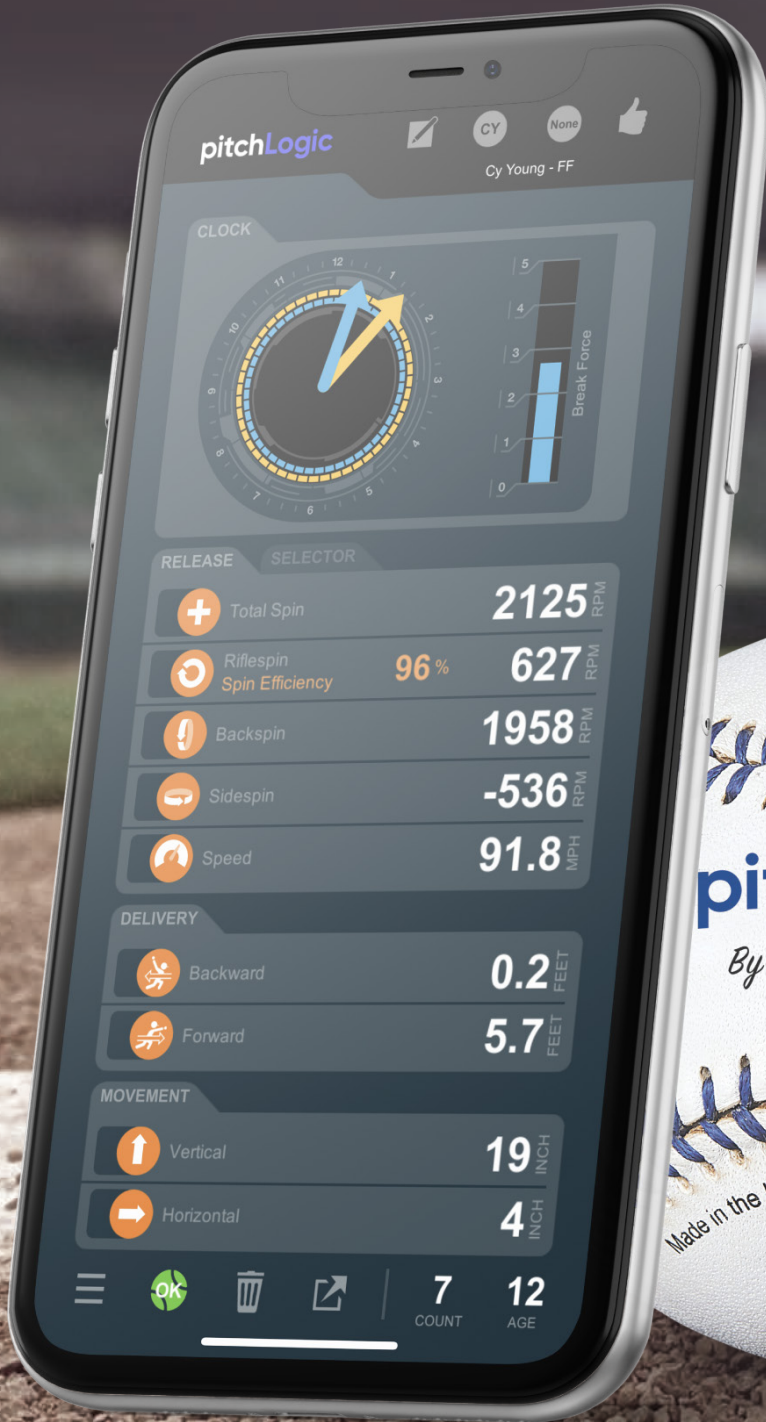 pitchLogic
CY
None
Cy Young - FF
CLOCK
12
1
2
3
4
5
6
7
8
9
10
11
5
4
3
2
1
0
Break Force
RELEASE
SELECTOR
Total Spin 2125 RPM
Riflespin
Spin Efficiency 96% 627 RPM
Backspin 1958 RPM
Sidespin -536 RPM
Speed 91.8 MPH
DELIVERY
Backward 0.2 FEET
Forward 5.7 FEET
MOVEMENT
Vertical 19 INCH
Horizontal 4 INCH
OK
7
COUNT
12
AGE
pit
By
Made in the